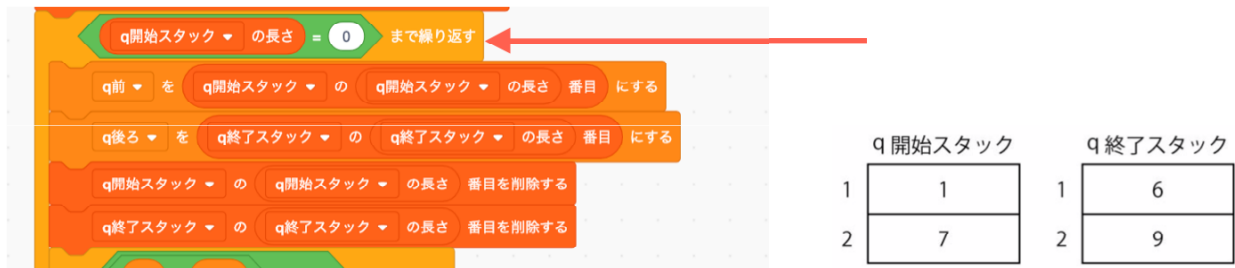 q開始スタック の長さ = 0 まで繰り返す
q前 を q開始スタック の q開始スタック の長さ 番目 にする
q後ろ を q終了スタック の q終了スタック の長さ 番目 にする
q開始スタック の q開始スタック の長さ 番目を削除する
q終了スタック の q終了スタック の長さ 番目を削除する
q開始スタック
1 1
2 7
q終了スタック
1 6
2 9